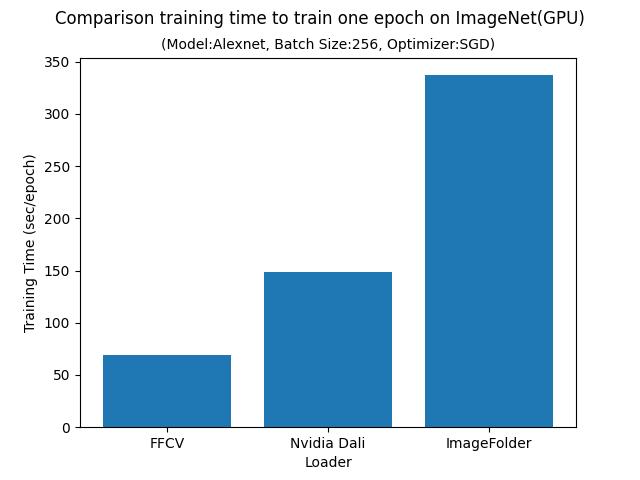 Comparison training time to train one epoch on ImageNet(GPU)
(Model:Alexnet, Batch Size:256, Optimizer:SGD)
350
300
250
200
150
100
50
0
Training Time (sec/epoch)
FFCV Nvidia Dali ImageFolder
Loader